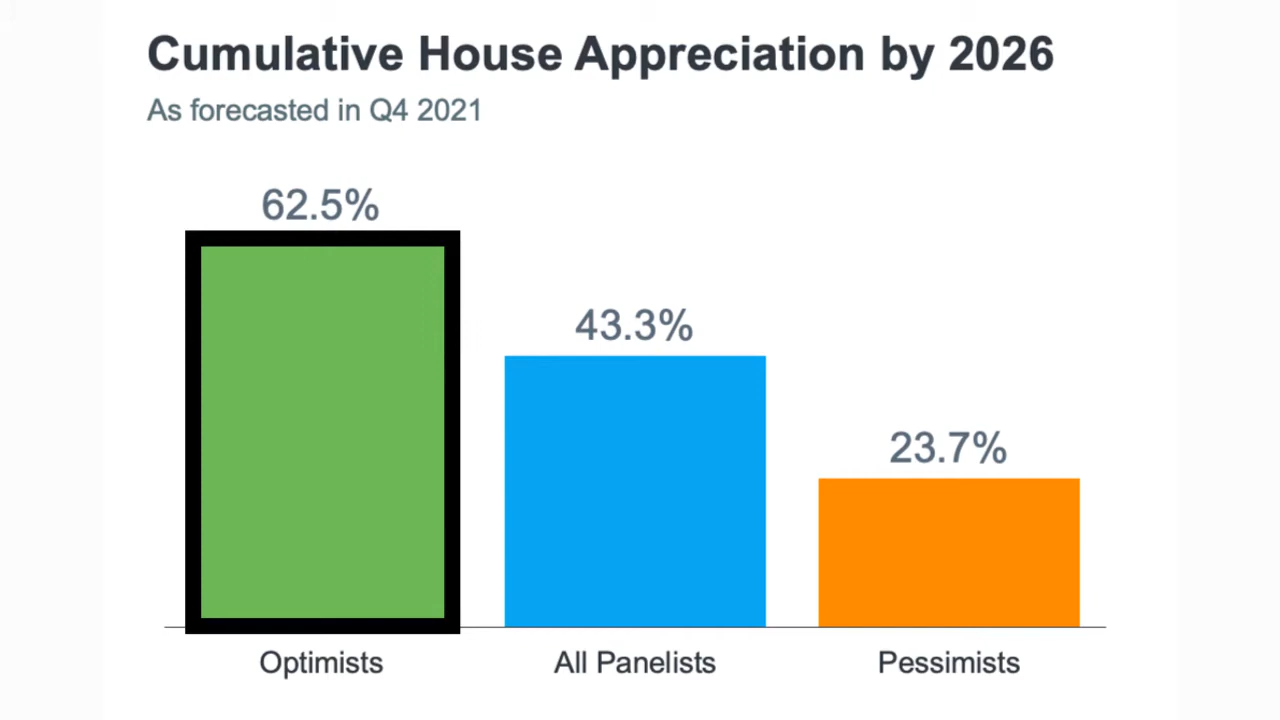 Cumulative House Appreciation by 2026
As forecasted in Q4 2021
62.5%
43.3%
23.7%
Optimists
All Panelists
Pessimists